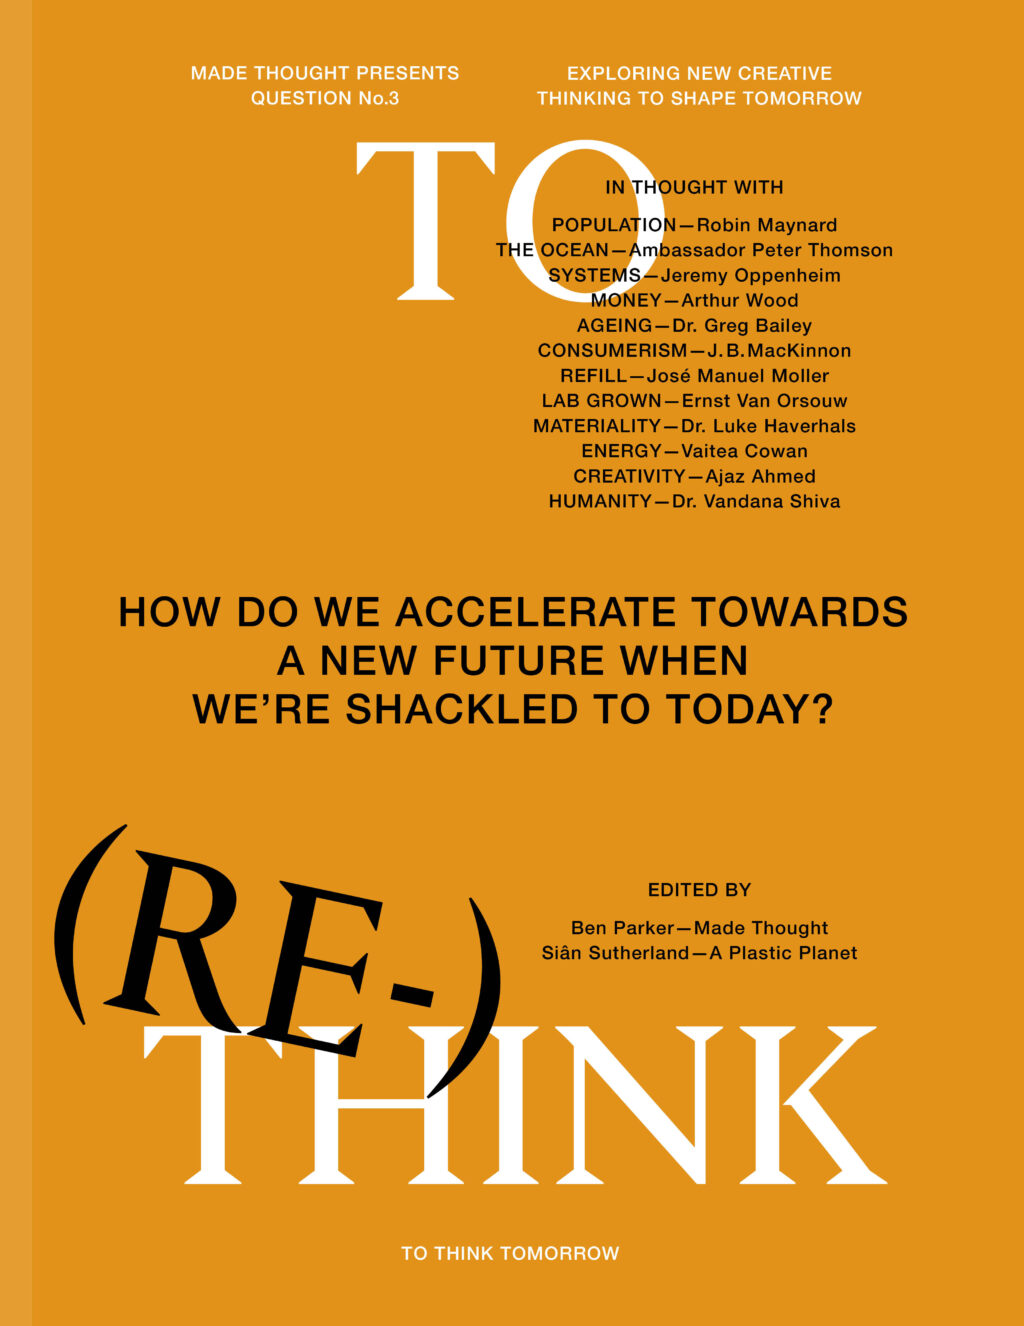 MADE THOUGHT PRESENTS
QUESTION No.3
EXPLORING NEW CREATIVE
THINKING TO SHAPE TOMORROW
TO
IN THOUGHT WITH
POPULATION—Robin Maynard
THE OCEAN—Ambassador Peter Thomson
SYSTEMS—Jeremy Oppenheim
MONEY—Arthur Wood
AGEING—Dr. Greg Bailey
CONSUMERISM—J.B.MacKinnon
REFILL—José Manuel Moller
LAB GROWN—Ernst Van Orsouw
MATERIALITY—Dr. Luke Haverhals
ENERGY—Vaitea Cowan
CREATIVITY—Ajaz Ahmed
HUMANITY—Dr. Vandana Shiva
HOW DO WE ACCELERATE TOWARDS
A NEW FUTURE WHEN
WE’RE SHACKLED TO TODAY?
(RE-)
EDITED BY
Ben Parker—Made Thought
Siân Sutherland—A Plastic Planet
THINK
TO THINK TOMORROW